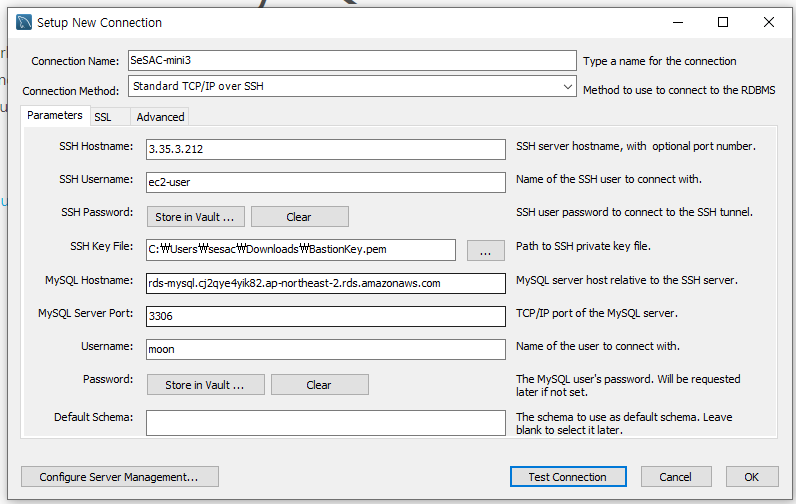 Setup New Connection
Connection Name: SeSAC-mini3 Type a name for the connection
Connection Method: Standard TCP/IP over SSH Method to use to connect to the RDBMS
Parameters SSL Advanced
SSH Hostname: 3.35.3.212 SSH server hostname, with optional port number.
SSH Username: ec2-user Name of the SSH user to connect with.
SSH Password: Store in Vault ... Clear SSH user password to connect to the SSH tunnel.
SSH Key File: C:₩Users₩sesac₩Downloads₩BastionKey.pem ... Path to SSH private key file.
MySQL Hostname: rds-mysql.cj2qye4yik82.ap-northeast-2.rds.amazonaws.com MySQL server host relative to the SSH server.
MySQL Server Port: 3306 TCP/IP port of the MySQL server.
Username: moon Name of the user to connect with.
Password: Store in Vault ... Clear The MySQL user's password. Will be requested
later if not set.
Default Schema: The schema to use as default schema. Leave
blank to select it later.
Configure Server Management... Test Connection Cancel OK